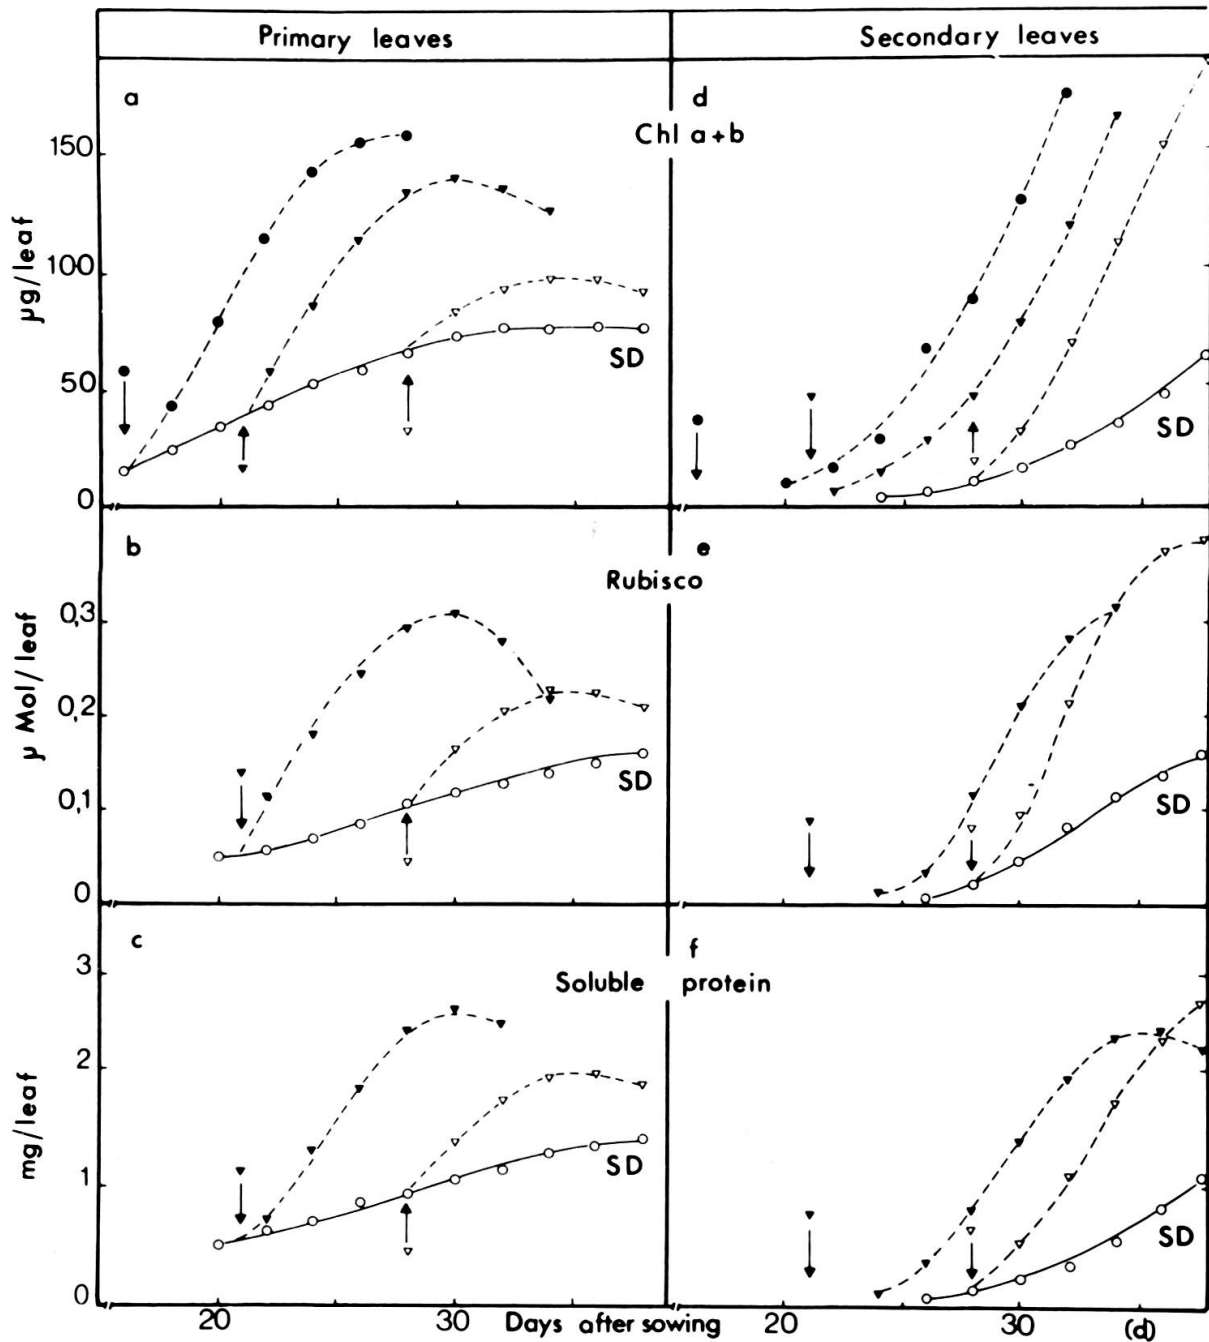 Primary leaves
Secondary leaves
a
d
Chl a+b
150
100
50
0
µg/leaf
SD
SD
b
e
Rubisco
0,3
0,2
0,1
0
µ Mol/leaf
SD
SD
c
f
Soluble protein
3
2
1
0
mg/leaf
SD
SD
20
30
Days after sowing
20
30
(d)